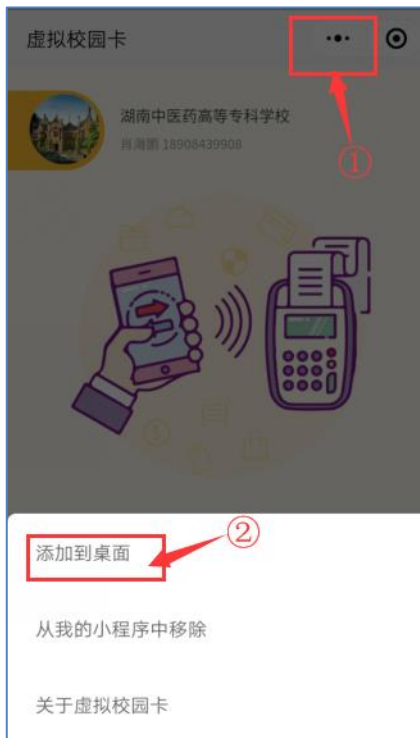 虚拟校园卡
湖南中医药高等专科学校
18908439908
①
②
添加到桌面
从我的小程序中移除
关于虚拟校园卡